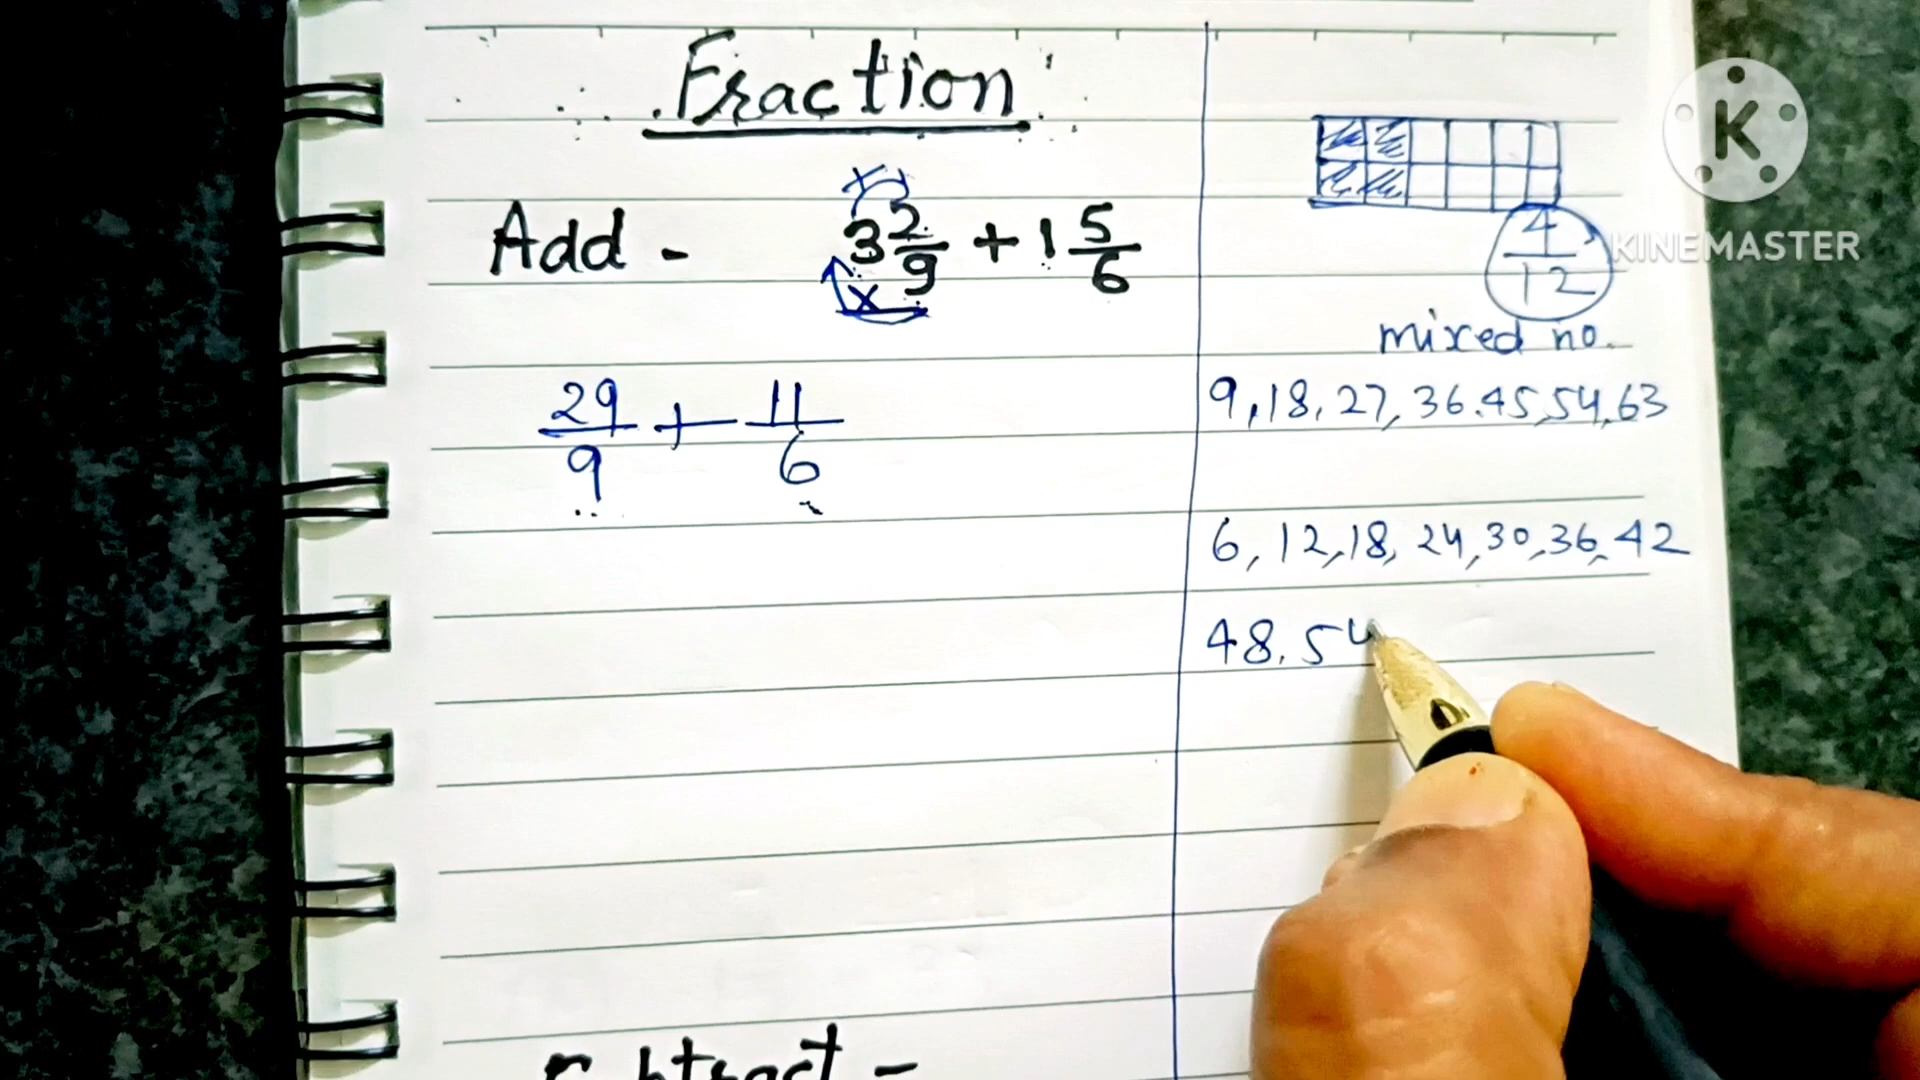 Fraction
Add - 3 2/9 + 1 5/6
K
KINEMASTER
4/12
mixed no.
29/9 + 11/6
9, 18, 27, 36. 45, 54, 63
6, 12, 18, 24, 30, 36, 42
48. 54